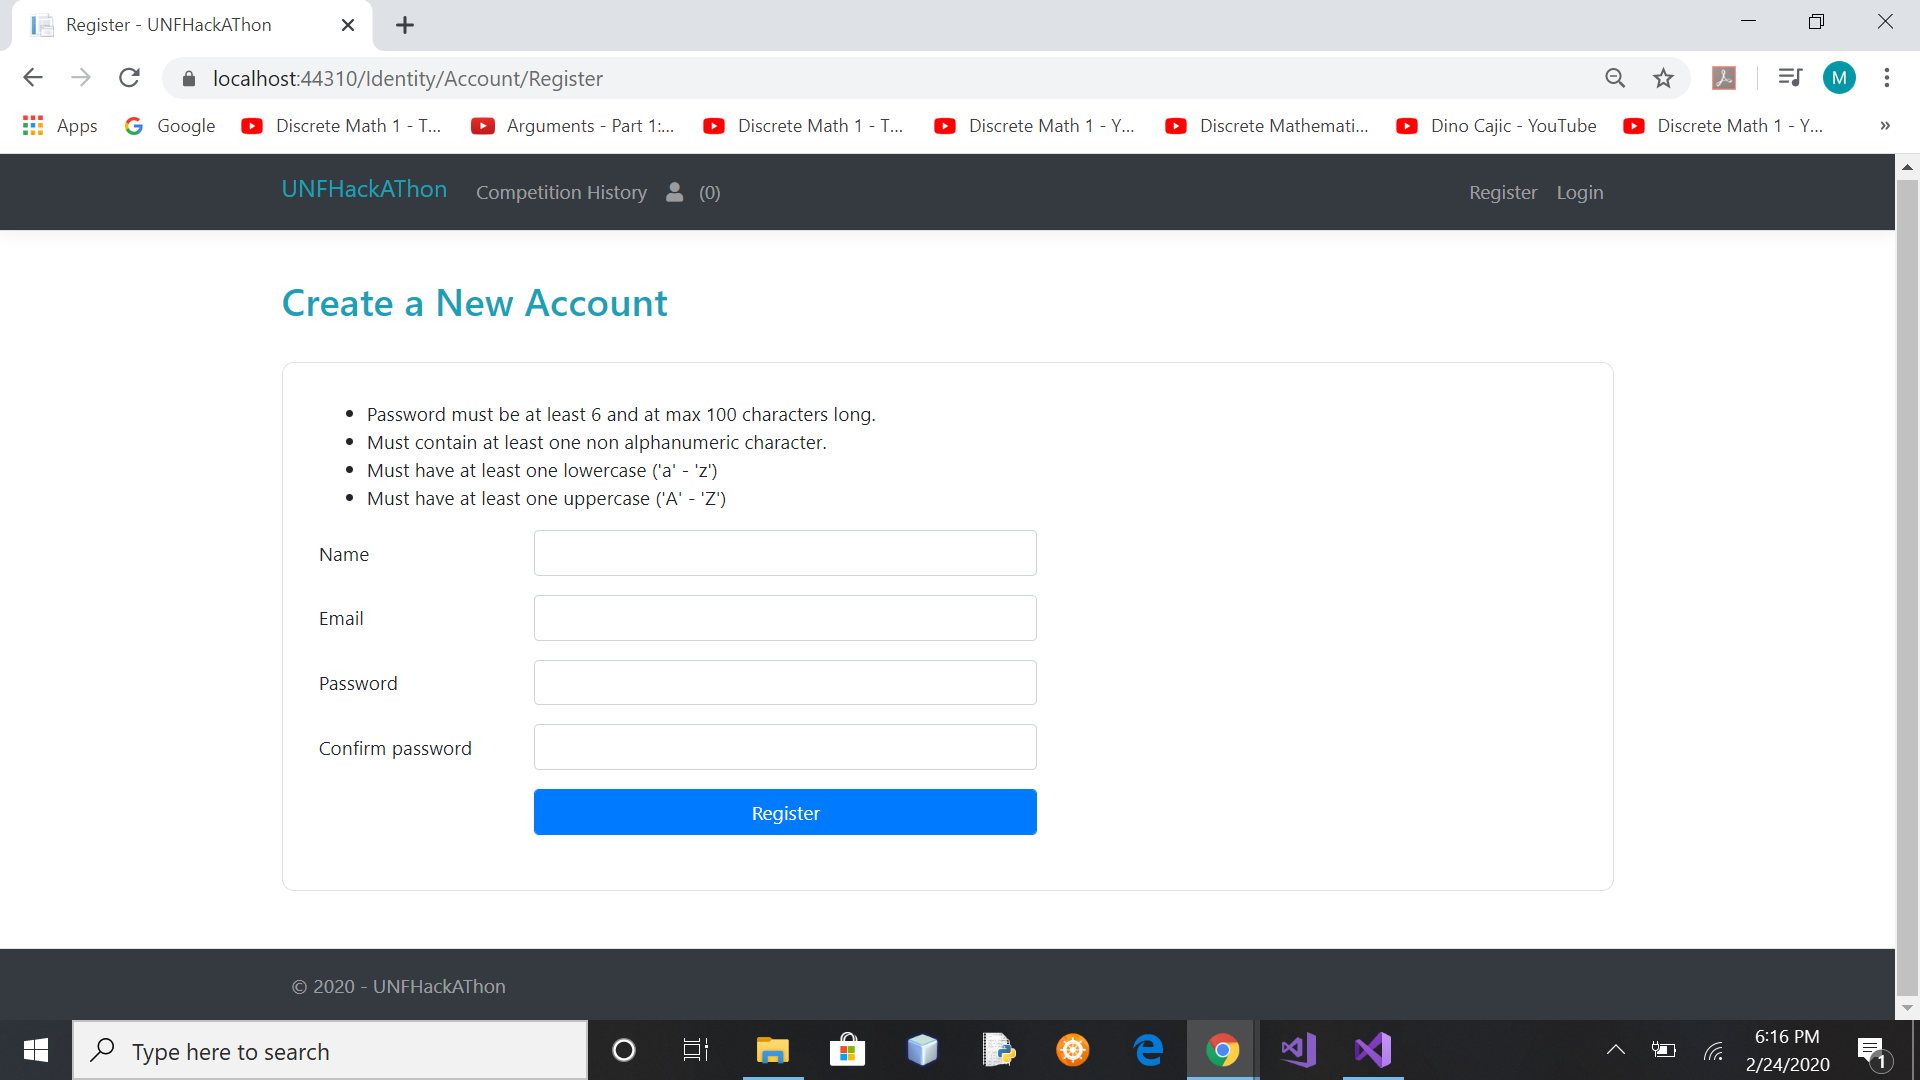 Register - UNFHackAThon
localhost:44310/Identity/Account/Register
M
Apps
Google
Discrete Math 1 - T...
Arguments - Part 1:...
Discrete Math 1 - T...
Discrete Math 1 - Y...
Discrete Mathemati...
Dino Cajic - YouTube
Discrete Math 1 - Y...
»
UNFHackAThon
Competition History
(0)
Register
Login
Create a New Account
• Password must be at least 6 and at max 100 characters long.
• Must contain at least one non alphanumeric character.
• Must have at least one lowercase ('a' - 'z')
• Must have at least one uppercase ('A' - 'Z')
Name
Email
Password
Confirm password
Register
© 2020 - UNFHackAThon
Type here to search
6:16 PM
2/24/2020
1